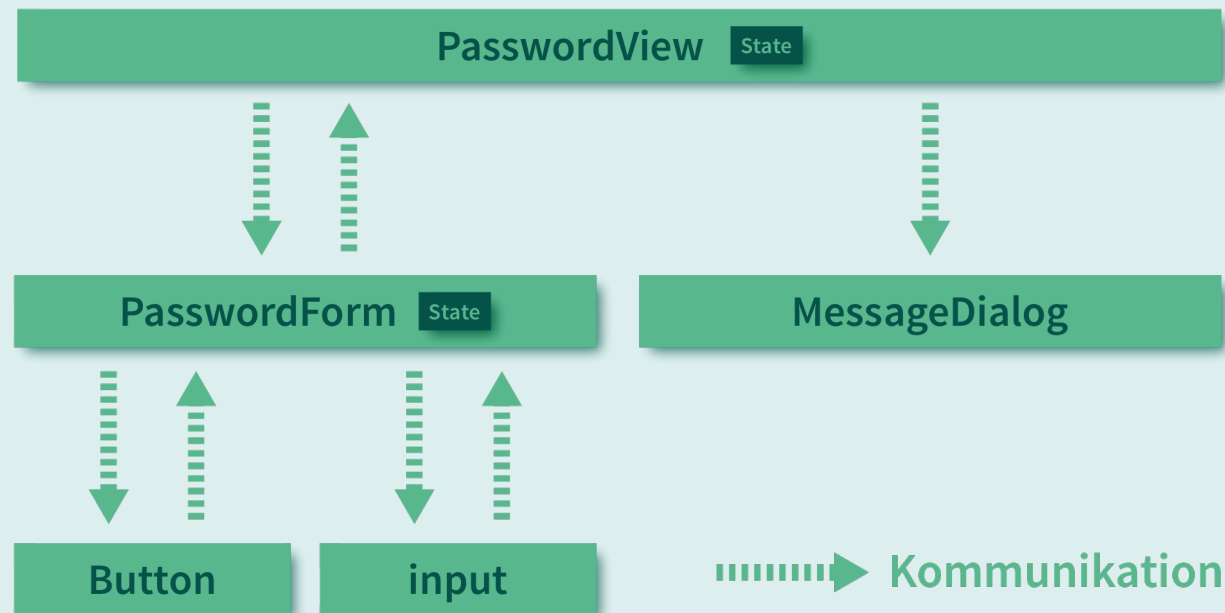 PasswordView State
PasswordForm State
MessageDialog
Button
input
Kommunikation